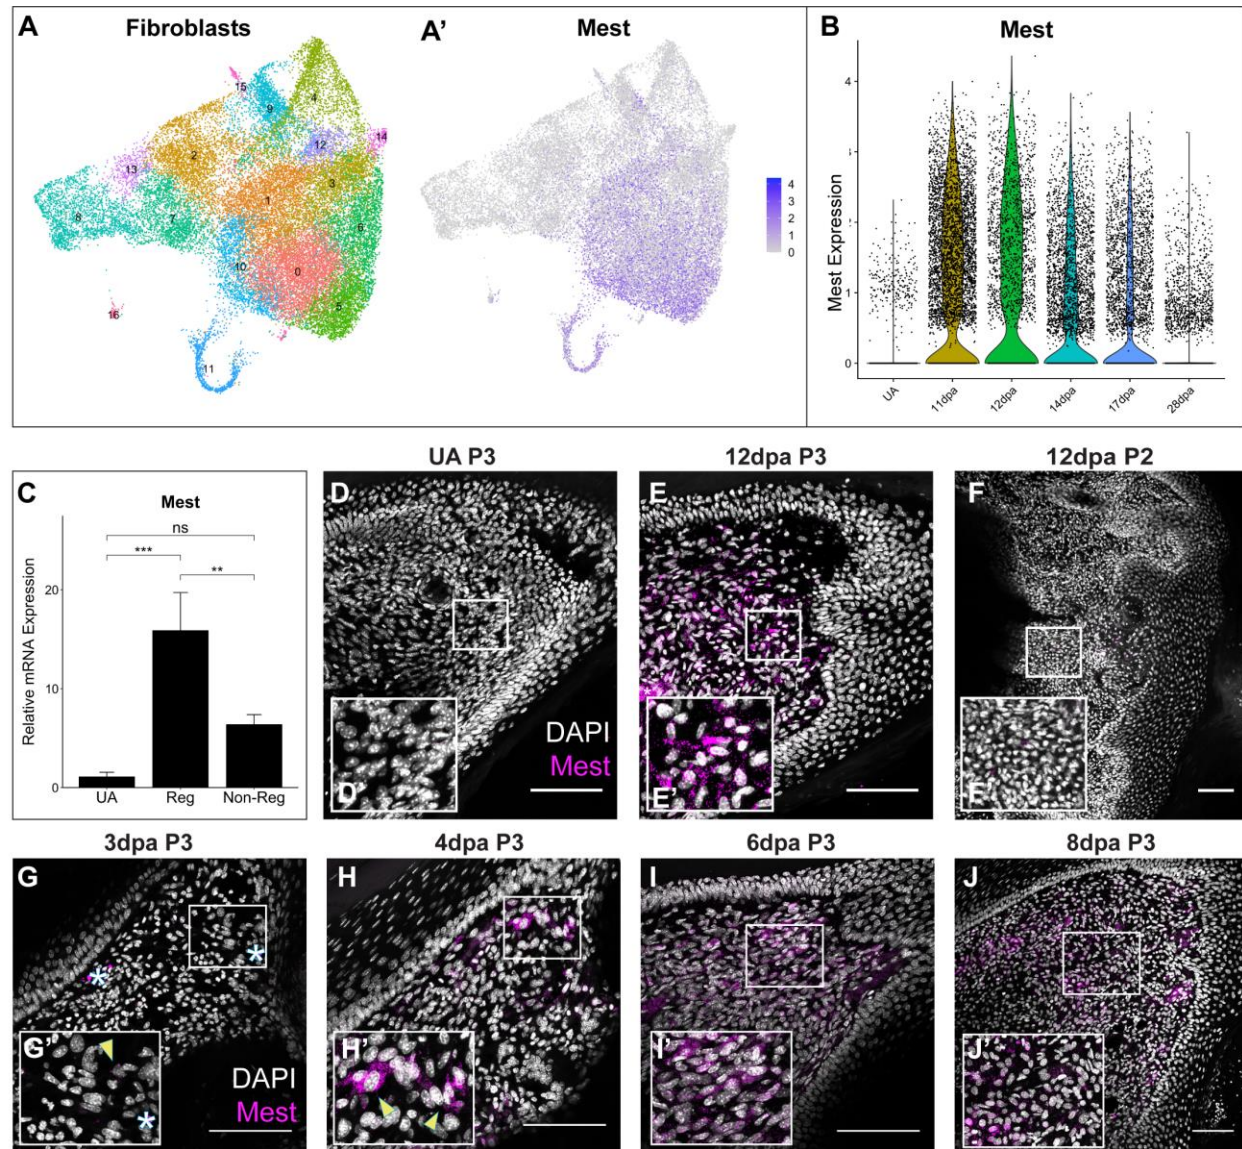 A Fibroblasts A' Mest
B Mest
15
9
4
14
12
2
13
3
1
8
7
6
10
0
5
16
11
4
3
2
1
0
Mest Expression
4
1
0
UA 11dpa 12dpa 14dpa 17dpa 28dpa
UA P3 12dpa P3 12dpa P2
C
Mest
ns
***
**
Relative mRNA Expression
20
10
0
UA Reg Non-Reg
D
D'
DAPI
Mest
E
E'
F
F'
3dpa P3 4dpa P3 6dpa P3 8dpa P3
G
*
*
G'
*
DAPI
Mest
H
H'
I
I'
J
J'